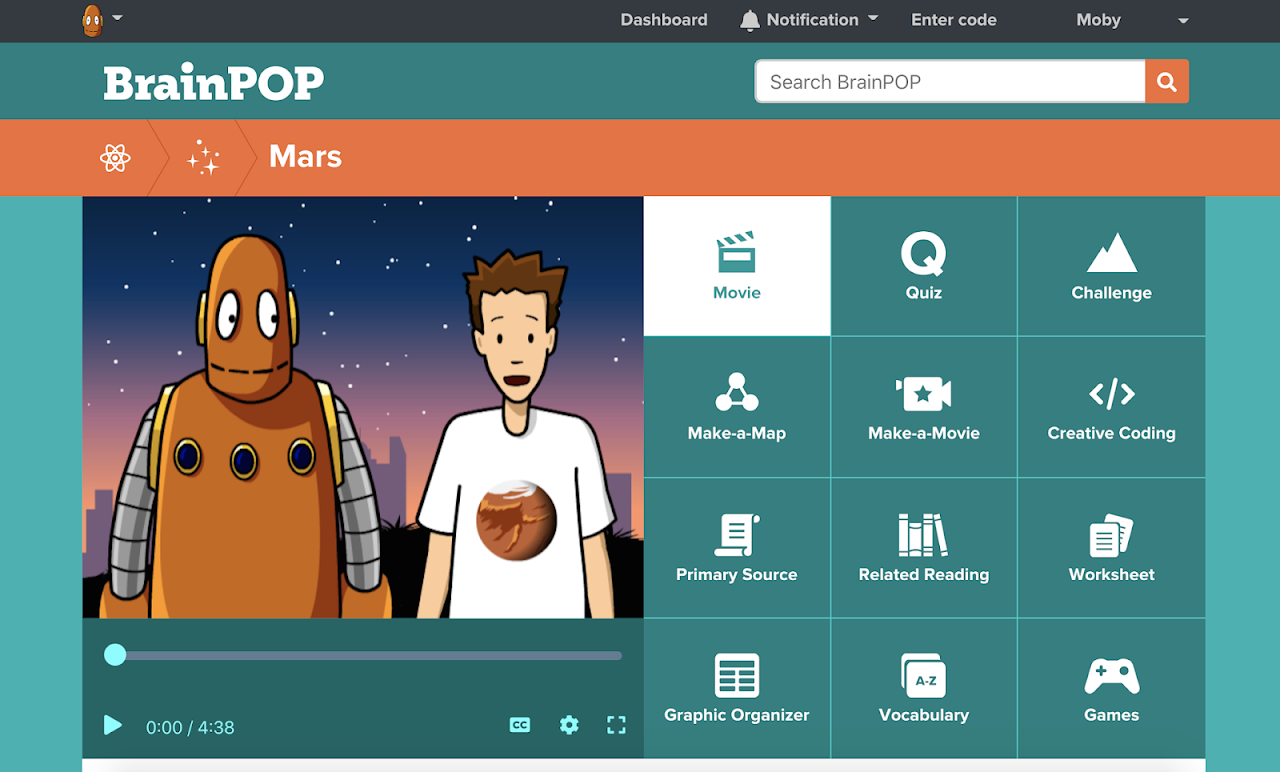 Dashboard Notification Enter code Moby
BrainPOP
Search BrainPOP
Mars
Movie
Quiz
Challenge
Make-a-Map
Make-a-Movie
Creative Coding
Primary Source
Related Reading
Worksheet
Graphic Organizer
A-Z
Vocabulary
Games
0:00 / 4:38
CC